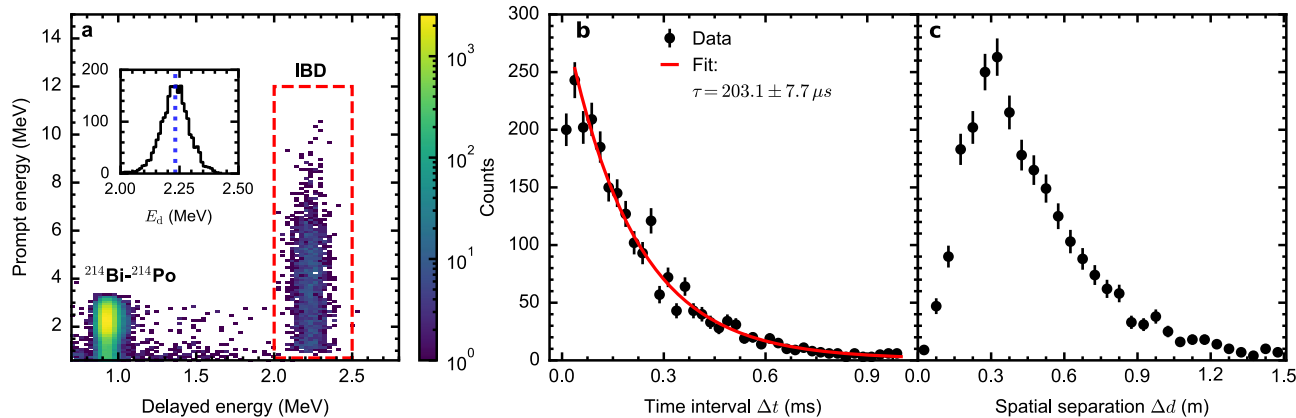 a
IBD
²¹⁴Bi-²¹⁴Po
Prompt energy (MeV)
14
12
10
8
6
4
2
1.0
1.5
2.0
2.5
Delayed energy (MeV)
200
100
0
2.00
2.25
2.50
E_d (MeV)
10³
10²
10¹
10⁰
b
Data
Fit:
τ = 203.1 ± 7.7 μs
Counts
300
250
200
150
100
50
0
0.0
0.3
0.6
0.9
Time interval Δt (ms)
c
0.0
0.3
0.6
0.9
1.2
1.5
Spatial separation Δd (m)